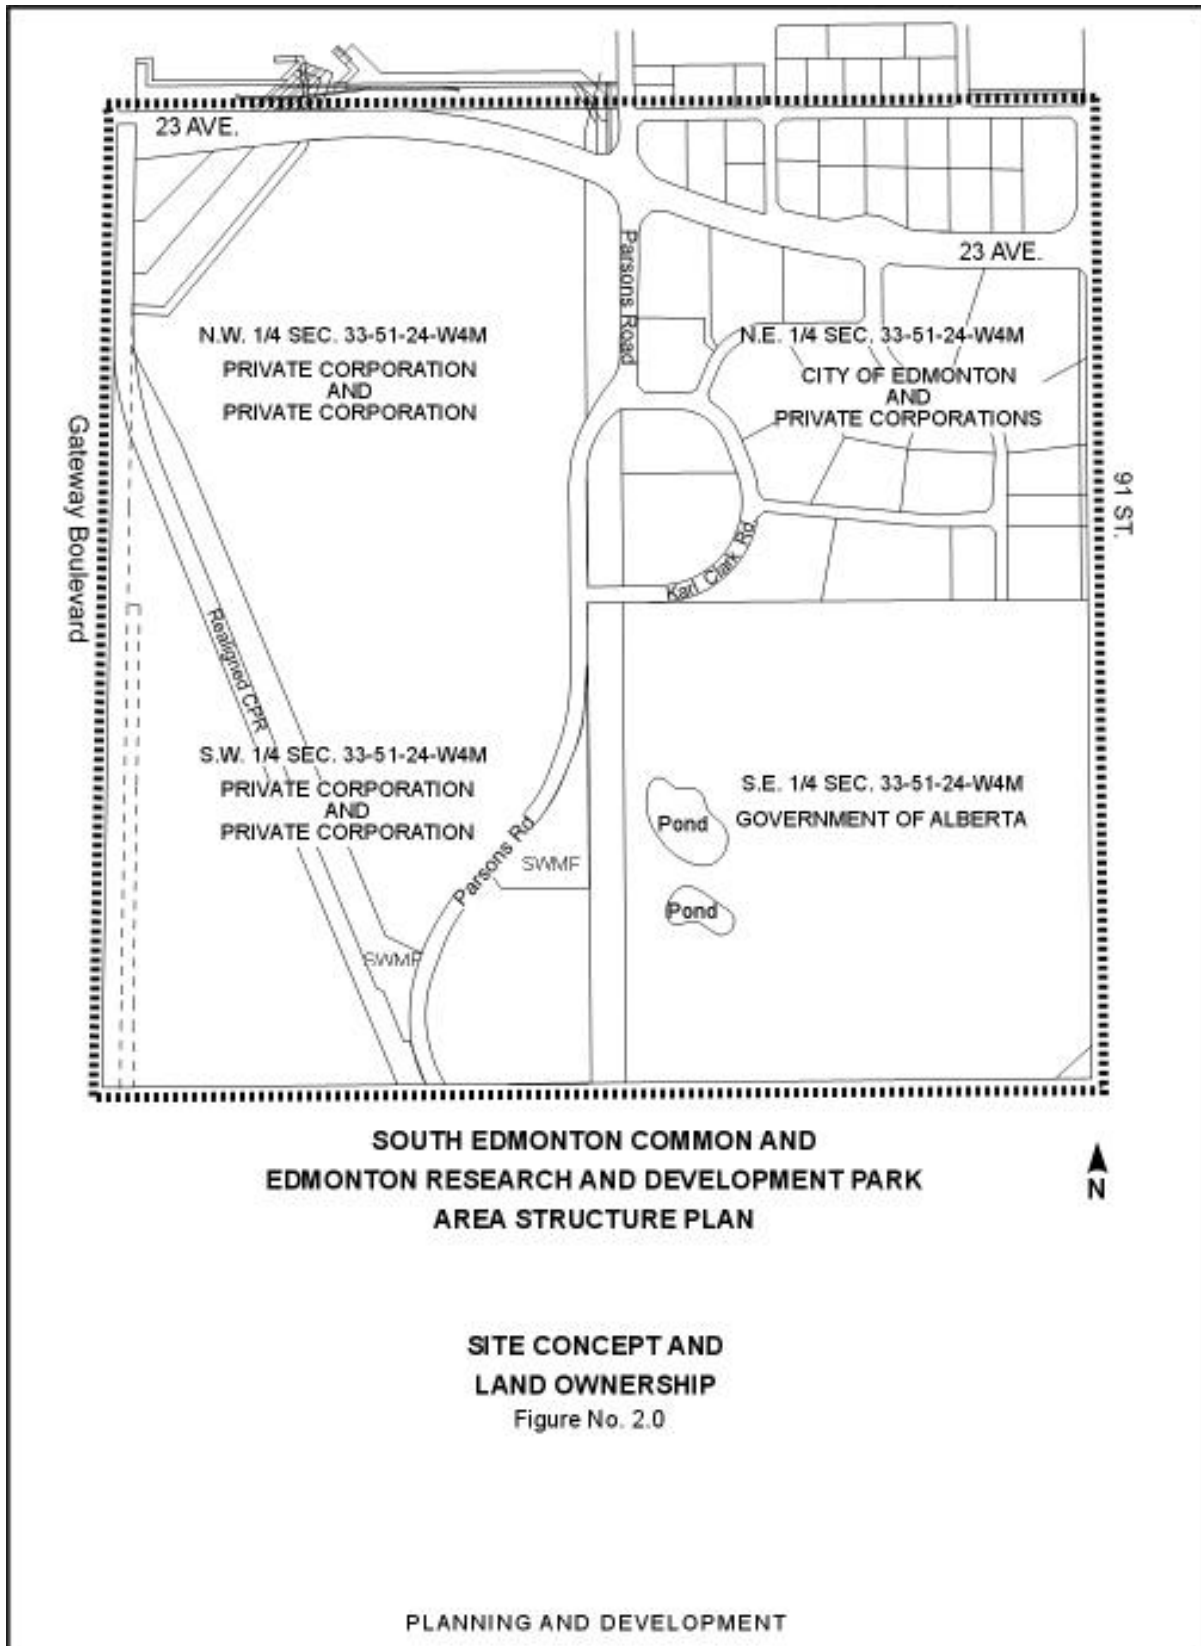 23 AVE.
Parsons Road
23 AVE.
N.W. 1/4 SEC. 33-51-24-W4M
PRIVATE CORPORATION
AND
PRIVATE CORPORATION
N.E. 1/4 SEC. 33-51-24-W4M
CITY OF EDMONTON
AND
PRIVATE CORPORATIONS
Gateway Boulevard
91 ST.
Karl Clark Rd
Realigned CPR
S.W. 1/4 SEC. 33-51-24-W4M
PRIVATE CORPORATION
AND
PRIVATE CORPORATION
S.E. 1/4 SEC. 33-51-24-W4M
GOVERNMENT OF ALBERTA
Pond
Parsons Rd
SWMF
Pond
SWMF
SOUTH EDMONTON COMMON AND
EDMONTON RESEARCH AND DEVELOPMENT PARK
AREA STRUCTURE PLAN
N
SITE CONCEPT AND
LAND OWNERSHIP
Figure No. 2.0
PLANNING AND DEVELOPMENT